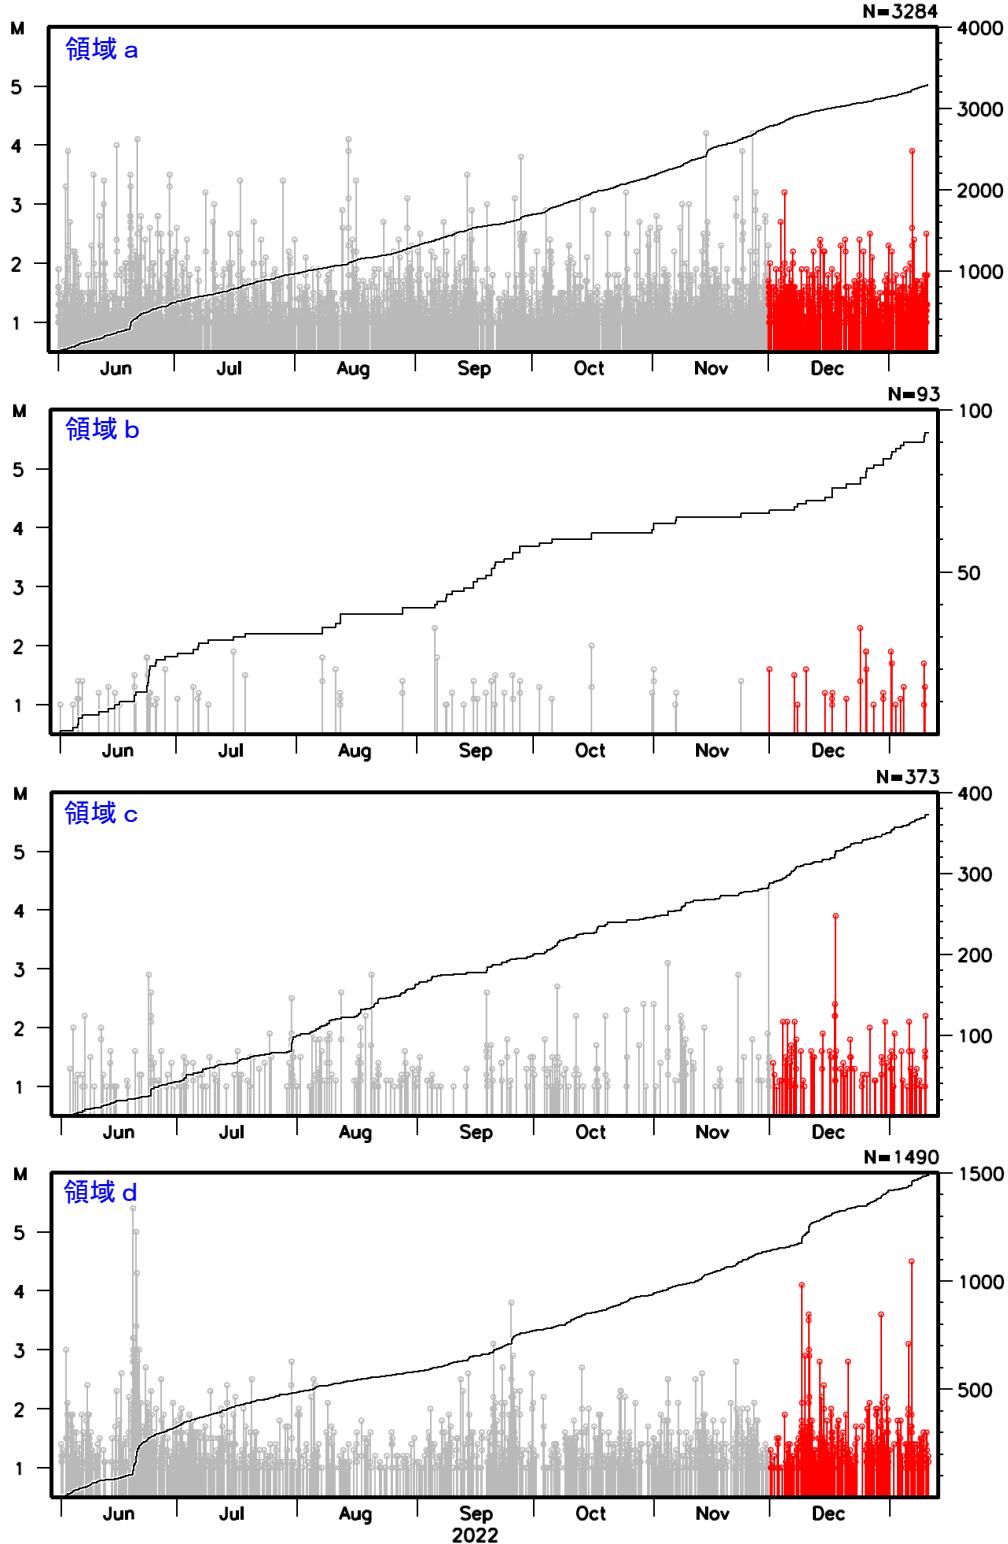 N=3284
M
領域 a
4000
5
3000
4
2000
3
2
1000
1
Jun Jul Aug Sep Oct Nov Dec
N=93
M
領域 b
100
5
4
3
50
2
1
Jun Jul Aug Sep Oct Nov Dec
N=373
M
領域 c
400
5
300
4
200
3
2
100
1
Jun Jul Aug Sep Oct Nov Dec
N=1490
M
領域 d
1500
5
4
1000
3
2
500
1
Jun Jul Aug Sep Oct Nov Dec
2022